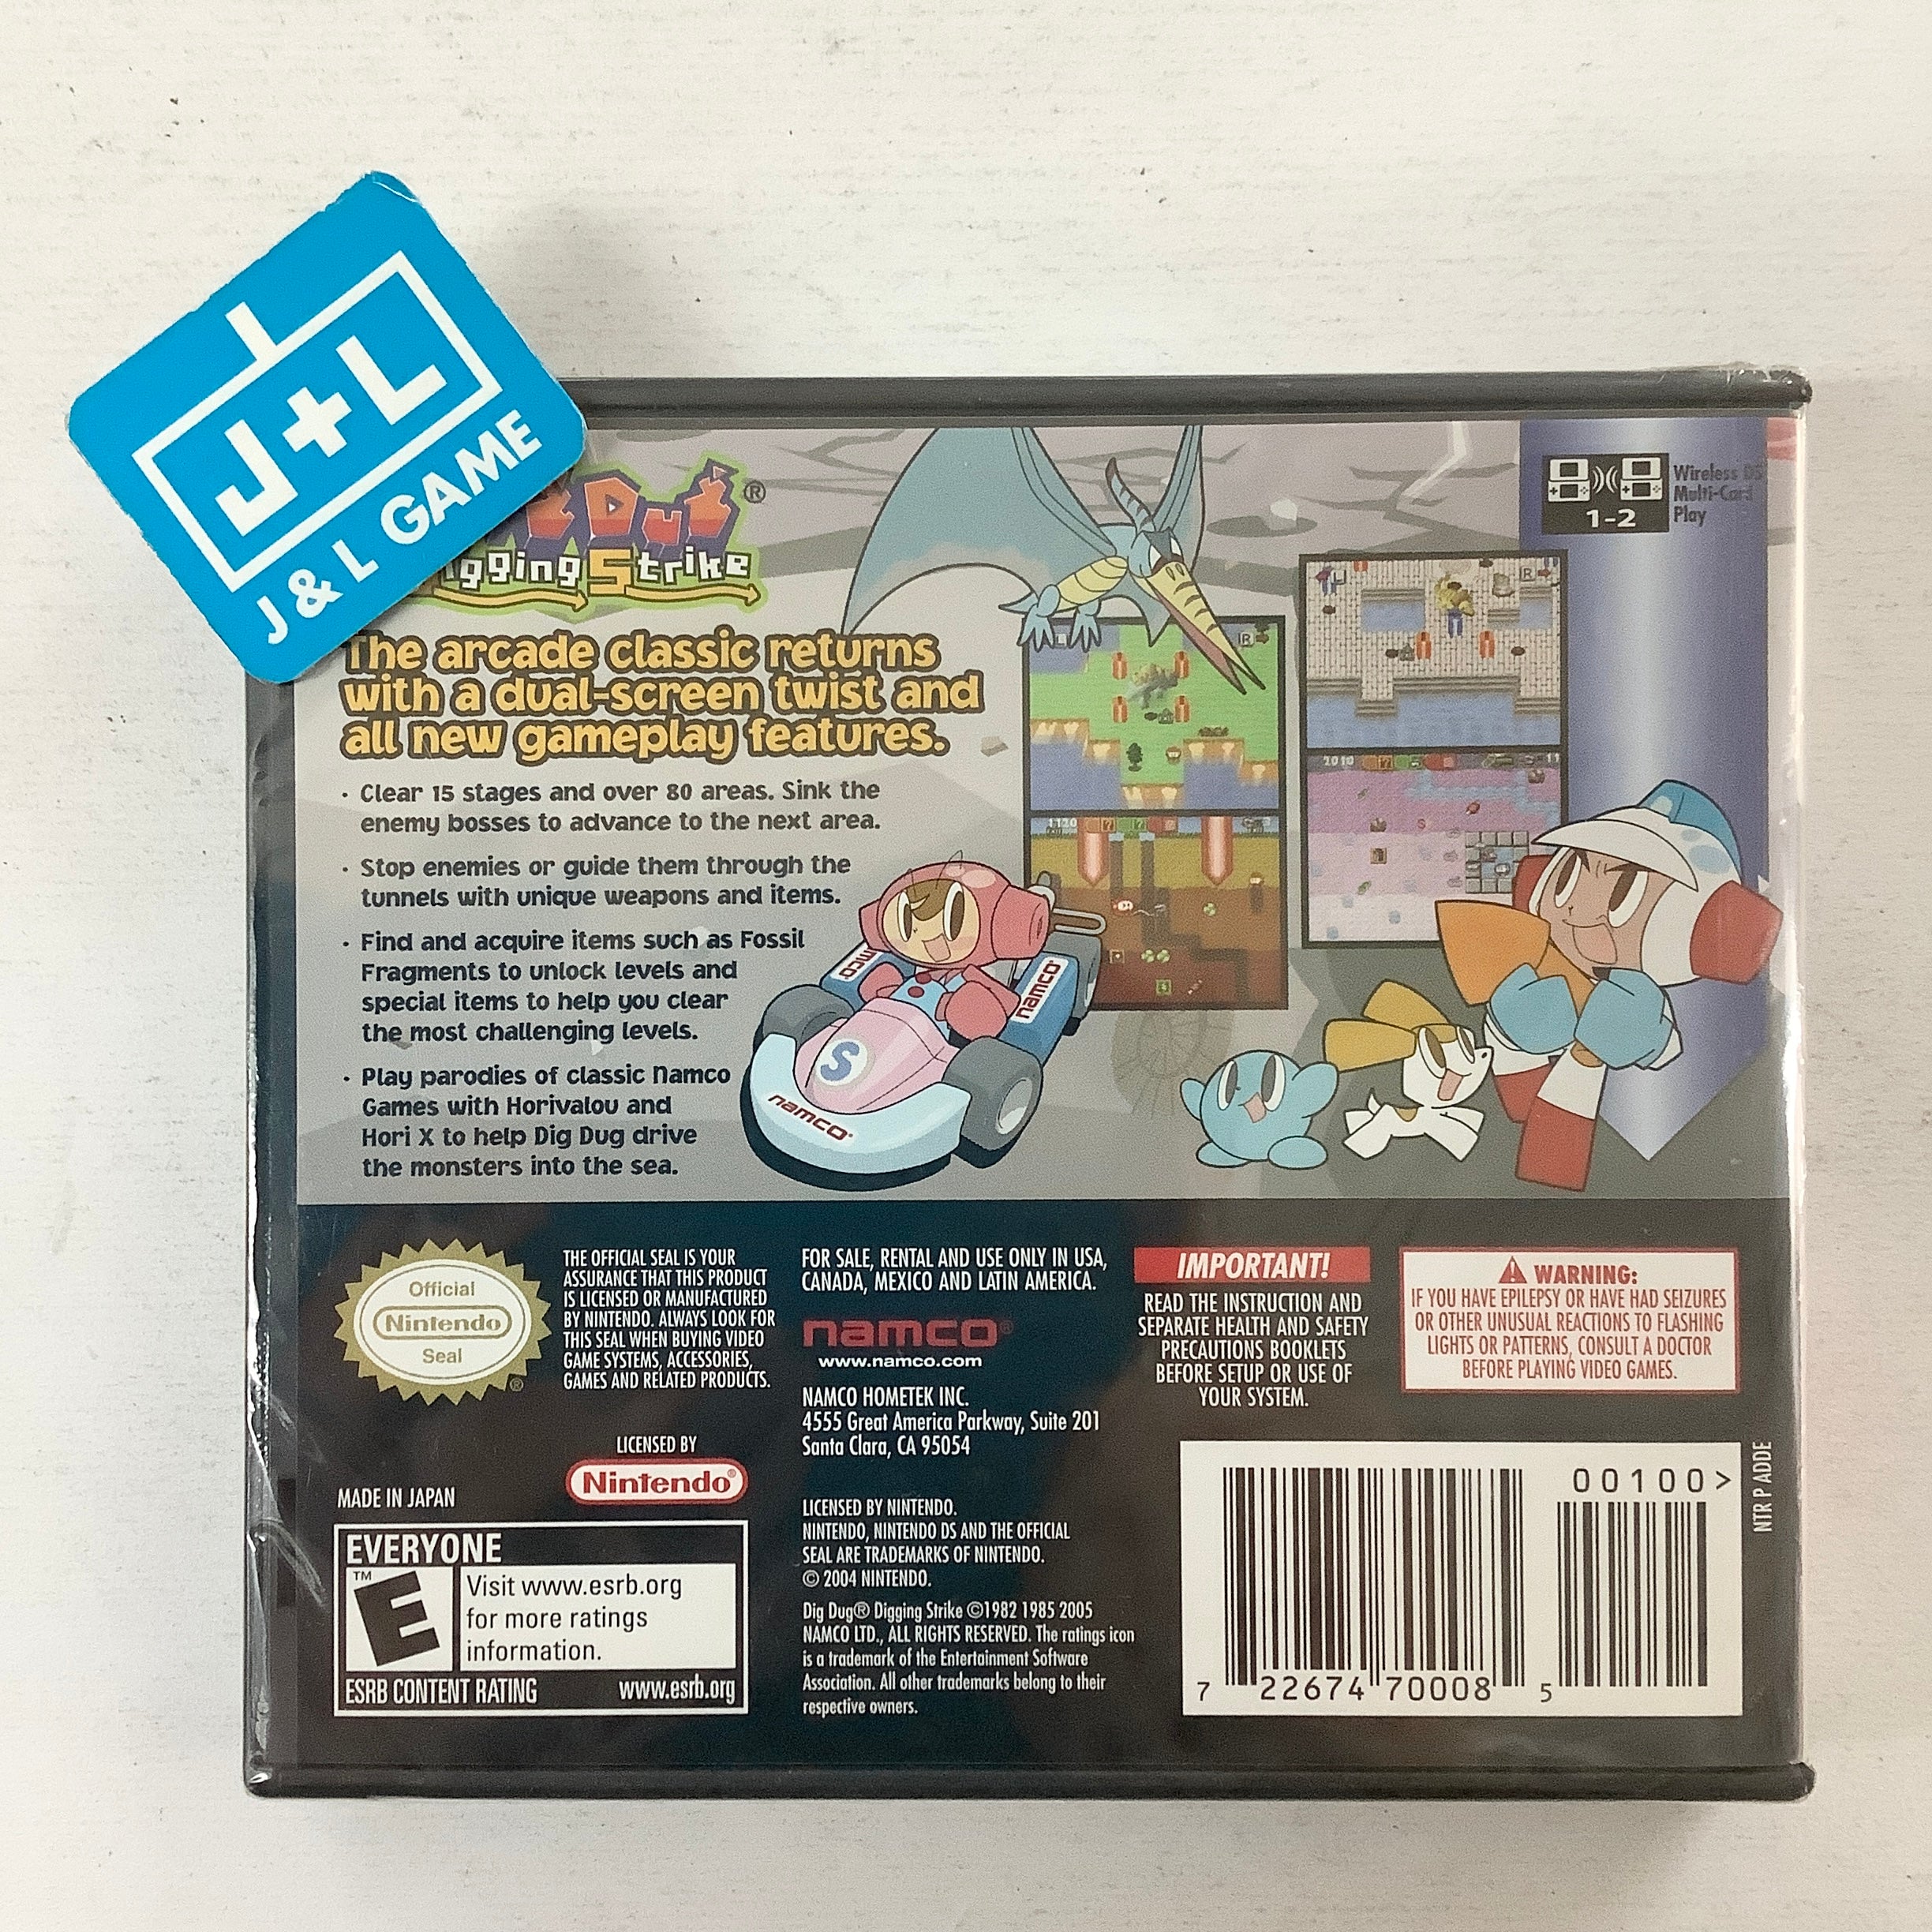 J+L
J & L GAME
Dug®
Digging Strike
Wireless DS
Multi-Card
Play
1-2
The arcade classic returns
with a dual-screen twist and
all new gameplay features.
· Clear 15 stages and over 80 areas. Sink the
enemy bosses to advance to the next area.
· Stop enemies or guide them through the
tunnels with unique weapons and items.
· Find and acquire items such as Fossil
Fragments to unlock levels and
special items to help you clear
the most challenging levels.
· Play parodies of classic Namco
Games with Horivalou and
Hori X to help Dig Dug drive
the monsters into the sea.
R
R
2010
11
1120
namco
namco
S
namco
Official
Nintendo
Seal
®
THE OFFICIAL SEAL IS YOUR
ASSURANCE THAT THIS PRODUCT
IS LICENSED OR MANUFACTURED
BY NINTENDO. ALWAYS LOOK FOR
THIS SEAL WHEN BUYING VIDEO
GAME SYSTEMS, ACCESSORIES,
GAMES AND RELATED PRODUCTS.
LICENSED BY
Nintendo®
MADE IN JAPAN
EVERYONE
™
E
Visit www.esrb.org
for more ratings
information.
ESRB CONTENT RATING www.esrb.org
FOR SALE, RENTAL AND USE ONLY IN USA,
CANADA, MEXICO AND LATIN AMERICA.
namco®
www.namco.com
NAMCO HOMETEK INC.
4555 Great America Parkway, Suite 201
Santa Clara, CA 95054
LICENSED BY NINTENDO.
NINTENDO, NINTENDO DS AND THE OFFICIAL
SEAL ARE TRADEMARKS OF NINTENDO.
© 2004 NINTENDO.
Dig Dug® Digging Strike ©1982 1985 2005
NAMCO LTD., ALL RIGHTS RESERVED. The ratings icon
is a trademark of the Entertainment Software
Association. All other trademarks belong to their
respective owners.
IMPORTANT!
READ THE INSTRUCTION AND
SEPARATE HEALTH AND SAFETY
PRECAUTIONS BOOKLETS
BEFORE SETUP OR USE OF
YOUR SYSTEM.
WARNING:
IF YOU HAVE EPILEPSY OR HAVE HAD SEIZURES
OR OTHER UNUSUAL REACTIONS TO FLASHING
LIGHTS OR PATTERNS, CONSULT A DOCTOR
BEFORE PLAYING VIDEO GAMES.
00100>
7 22674 70008 5
NTR P ADDE